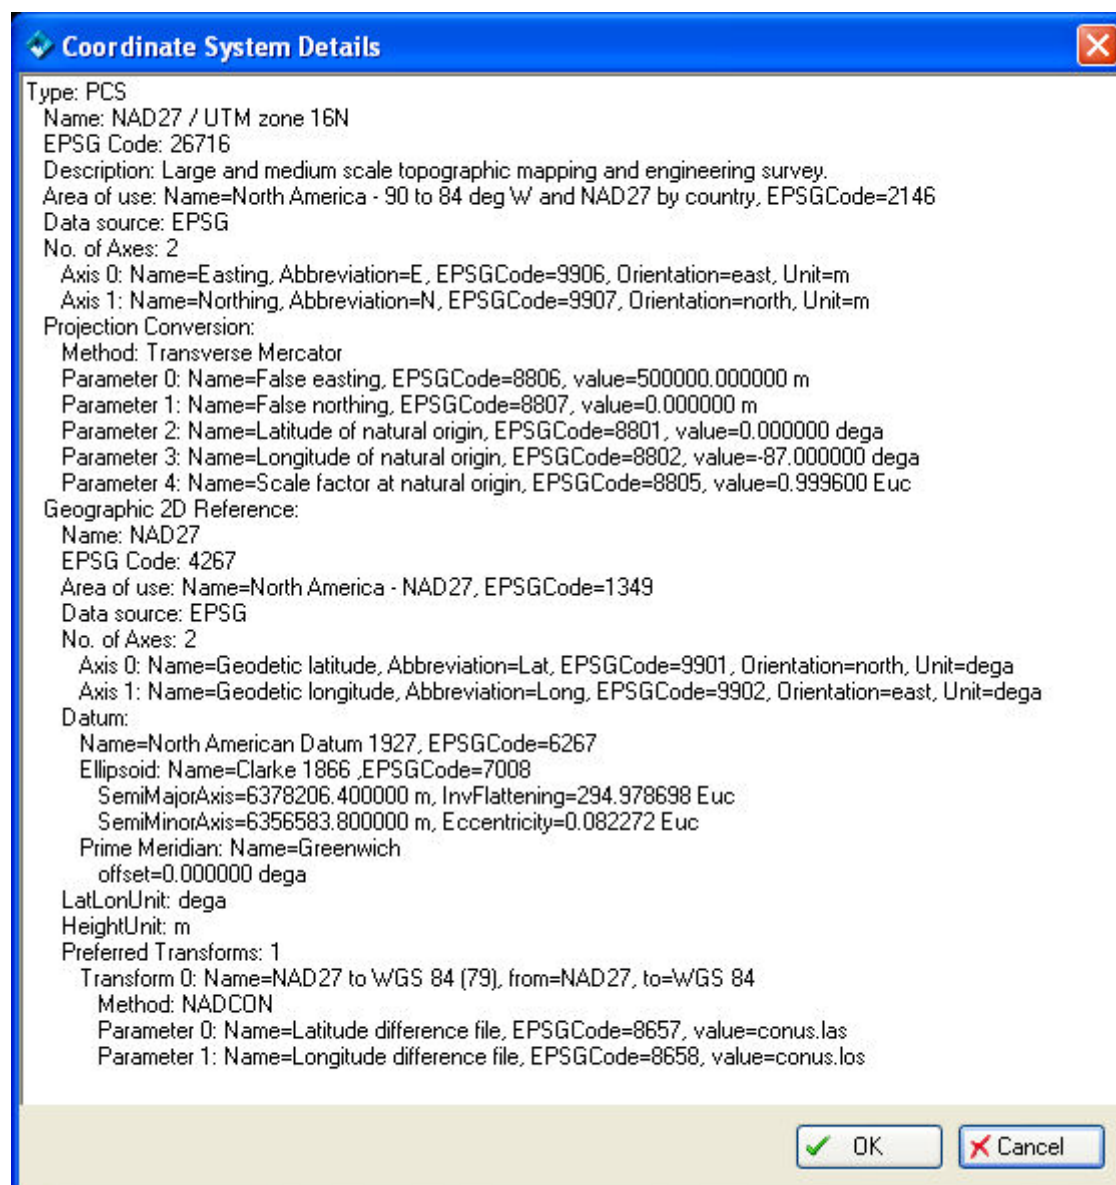 Coordinate System Details
Type: PCS
Name: NAD27 / UTM zone 16N
EPSG Code: 26716
Description: Large and medium scale topographic mapping and engineering survey.
Area of use: Name=North America - 90 to 84 deg W and NAD27 by country, EPSGCode=2146
Data source: EPSG
No. of Axes: 2
Axis 0: Name=Easting, Abbreviation=E, EPSGCode=9906, Orientation=east, Unit=m
Axis 1: Name=Northing, Abbreviation=N, EPSGCode=9907, Orientation=north, Unit=m
Projection Conversion:
Method: Transverse Mercator
Parameter 0: Name=False easting, EPSGCode=8806, value=500000.000000 m
Parameter 1: Name=False northing, EPSGCode=8807, value=0.000000 m
Parameter 2: Name=Latitude of natural origin, EPSGCode=8801, value=0.000000 dega
Parameter 3: Name=Longitude of natural origin, EPSGCode=8802, value=-87.000000 dega
Parameter 4: Name=Scale factor at natural origin, EPSGCode=8805, value=0.999600 Euc
Geographic 2D Reference:
Name: NAD27
EPSG Code: 4267
Area of use: Name=North America - NAD27, EPSGCode=1349
Data source: EPSG
No. of Axes: 2
Axis 0: Name=Geodetic latitude, Abbreviation=Lat, EPSGCode=9901, Orientation=north, Unit=dega
Axis 1: Name=Geodetic longitude, Abbreviation=Long, EPSGCode=9902, Orientation=east, Unit=dega
Datum:
Name=North American Datum 1927, EPSGCode=6267
Ellipsoid: Name=Clarke 1866 ,EPSGCode=7008
SemiMajorAxis=6378206.400000 m, InvFlattening=294.978698 Euc
SemiMinorAxis=6356583.800000 m, Eccentricity=0.082272 Euc
Prime Meridian: Name=Greenwich
offset=0.000000 dega
LatLonUnit: dega
HeightUnit: m
Preferred Transforms: 1
Transform 0: Name=NAD27 to WGS 84 (79), from=NAD27, to=WGS 84
Method: NADCON
Parameter 0: Name=Latitude difference file, EPSGCode=8657, value=conus.las
Parameter 1: Name=Longitude difference file, EPSGCode=8658, value=conus.los
OK Cancel